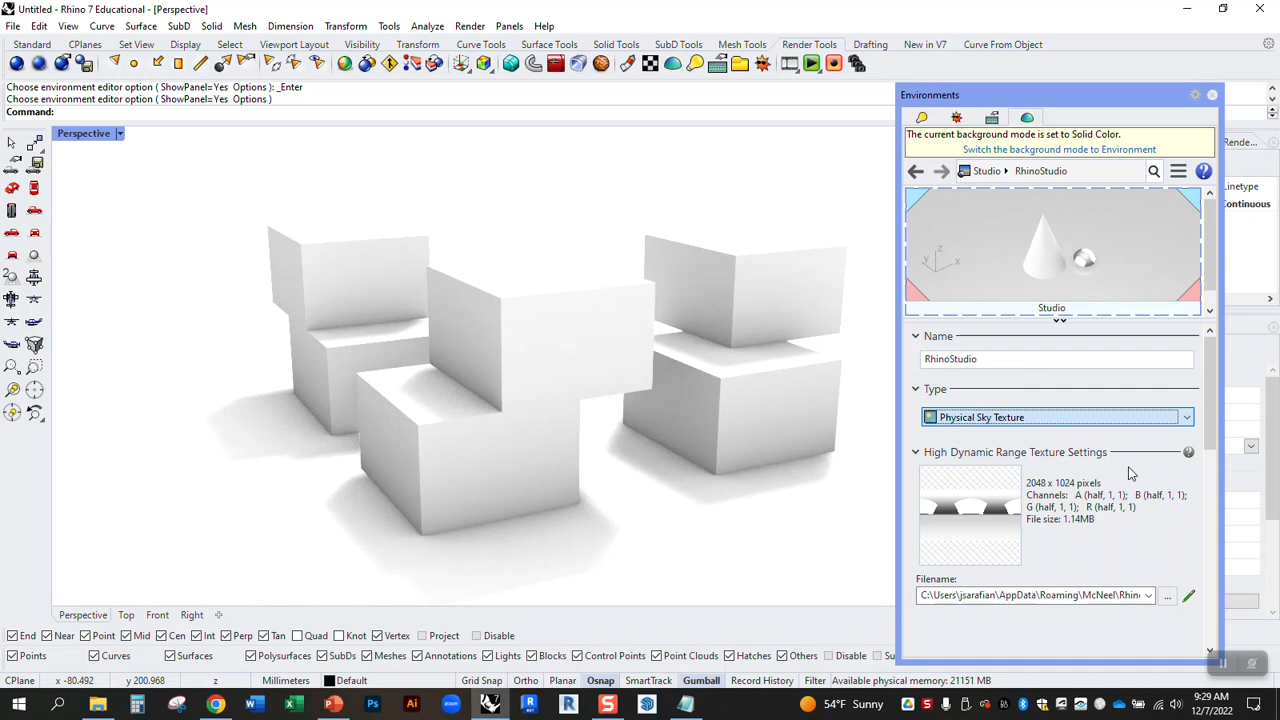 Untitled - Rhino 7 Educational - [Perspective]
File Edit View Curve Surface SubD Solid Mesh Dimension Transform Tools Analyze Render Panels Help
Standard CPlanes Set View Display Select Viewport Layout Visibility Transform Curve Tools Surface Tools Solid Tools SubD Tools Mesh Tools Render Tools Drafting New in V7 Curve From Object
Choose environment editor option ( ShowPanel=Yes Options ): _Enter
Choose environment editor option ( ShowPanel=Yes Options )
Command:
Perspective
Environments
The current background mode is set to Solid Color.
Switch the background mode to Environment
Studio RhinoStudio
Rende...
Linetype
Continuous
z
y x
Studio
Name
RhinoStudio
Type
Physical Sky Texture
High Dynamic Range Texture Settings
2048 x 1024 pixels
Channels: A (half, 1, 1); B (half, 1, 1);
G (half, 1, 1); R (half, 1, 1)
File size: 1.14MB
Filename:
C:\Users\jsarafian\AppData\Roaming\McNeel\Rhin ...
Perspective Top Front Right
End Near Point Mid Cen Int Perp Tan Quad Knot Vertex Project Disable
Points Curves Surfaces Polysurfaces SubDs Meshes Annotations Lights Blocks Control Points Point Clouds Hatches Others Disable
CPlane x -80.492 y 200.968 z Millimeters Default Grid Snap Ortho Planar Osnap SmartTrack Gumball Record History Filter Available physical memory: 21151 MB
zoom 54°F Sunny 9:29 AM
12/7/2022